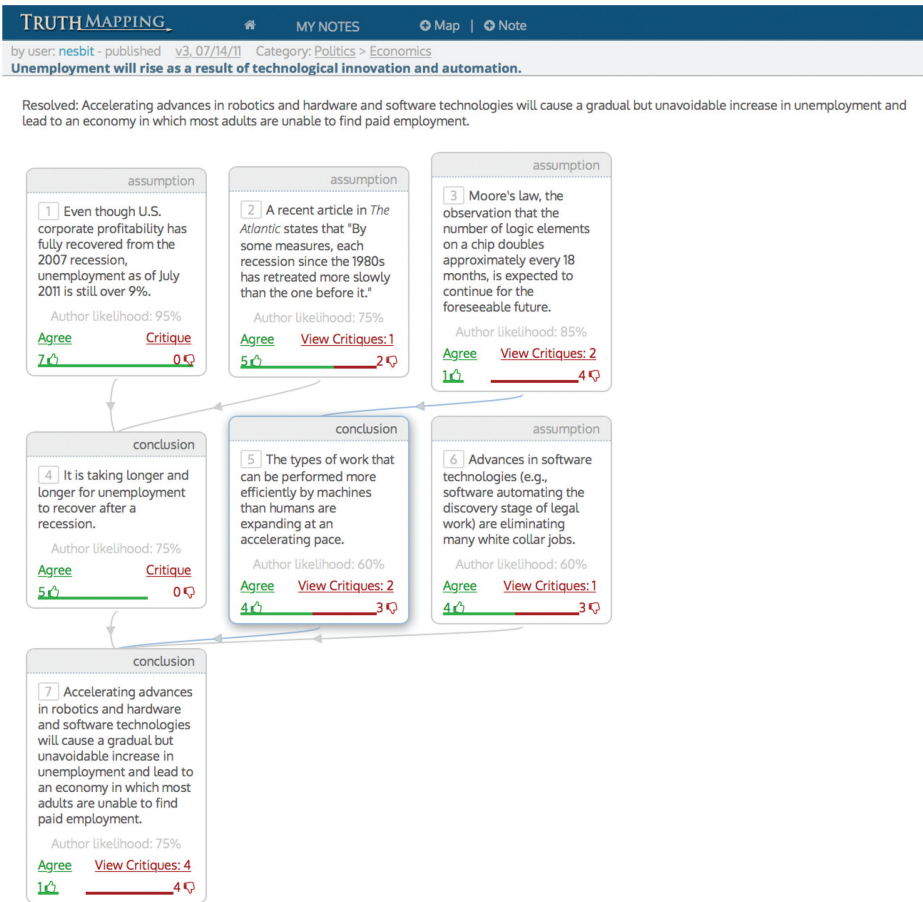 TRUTHMAPPING
MY NOTES
Map | Note
by user: nesbit - published v3, 07/14/11 Category: Politics > Economics
Unemployment will rise as a result of technological innovation and automation.
Resolved: Accelerating advances in robotics and hardware and software technologies will cause a gradual but unavoidable increase in unemployment and
lead to an economy in which most adults are unable to find paid employment.
assumption
1 Even though U.S.
corporate profitability has
fully recovered from the
2007 recession,
unemployment as of July
2011 is still over 9%.
Author likelihood: 95%
Agree Critique
7 0
assumption
2 A recent article in The
Atlantic states that "By
some measures, each
recession since the 1980s
has retreated more slowly
than the one before it."
Author likelihood: 75%
Agree View Critiques: 1
5 2
assumption
3 Moore's law, the
observation that the
number of logic elements
on a chip doubles
approximately every 18
months, is expected to
continue for the
foreseeable future.
Author likelihood: 85%
Agree View Critiques: 2
1 4
conclusion
4 It is taking longer and
longer for unemployment
to recover after a
recession.
Author likelihood: 75%
Agree Critique
5 0
conclusion
5 The types of work that
can be performed more
efficiently by machines
than humans are
expanding at an
accelerating pace.
Author likelihood: 60%
Agree View Critiques: 2
4 3
assumption
6 Advances in software
technologies (e.g.,
software automating the
discovery stage of legal
work) are eliminating
many white collar jobs.
Author likelihood: 60%
Agree View Critiques: 1
4 3
conclusion
7 Accelerating advances
in robotics and hardware
and software technologies
will cause a gradual but
unavoidable increase in
unemployment and lead to
an economy in which most
adults are unable to find
paid employment.
Author likelihood: 75%
Agree View Critiques: 4
1 4